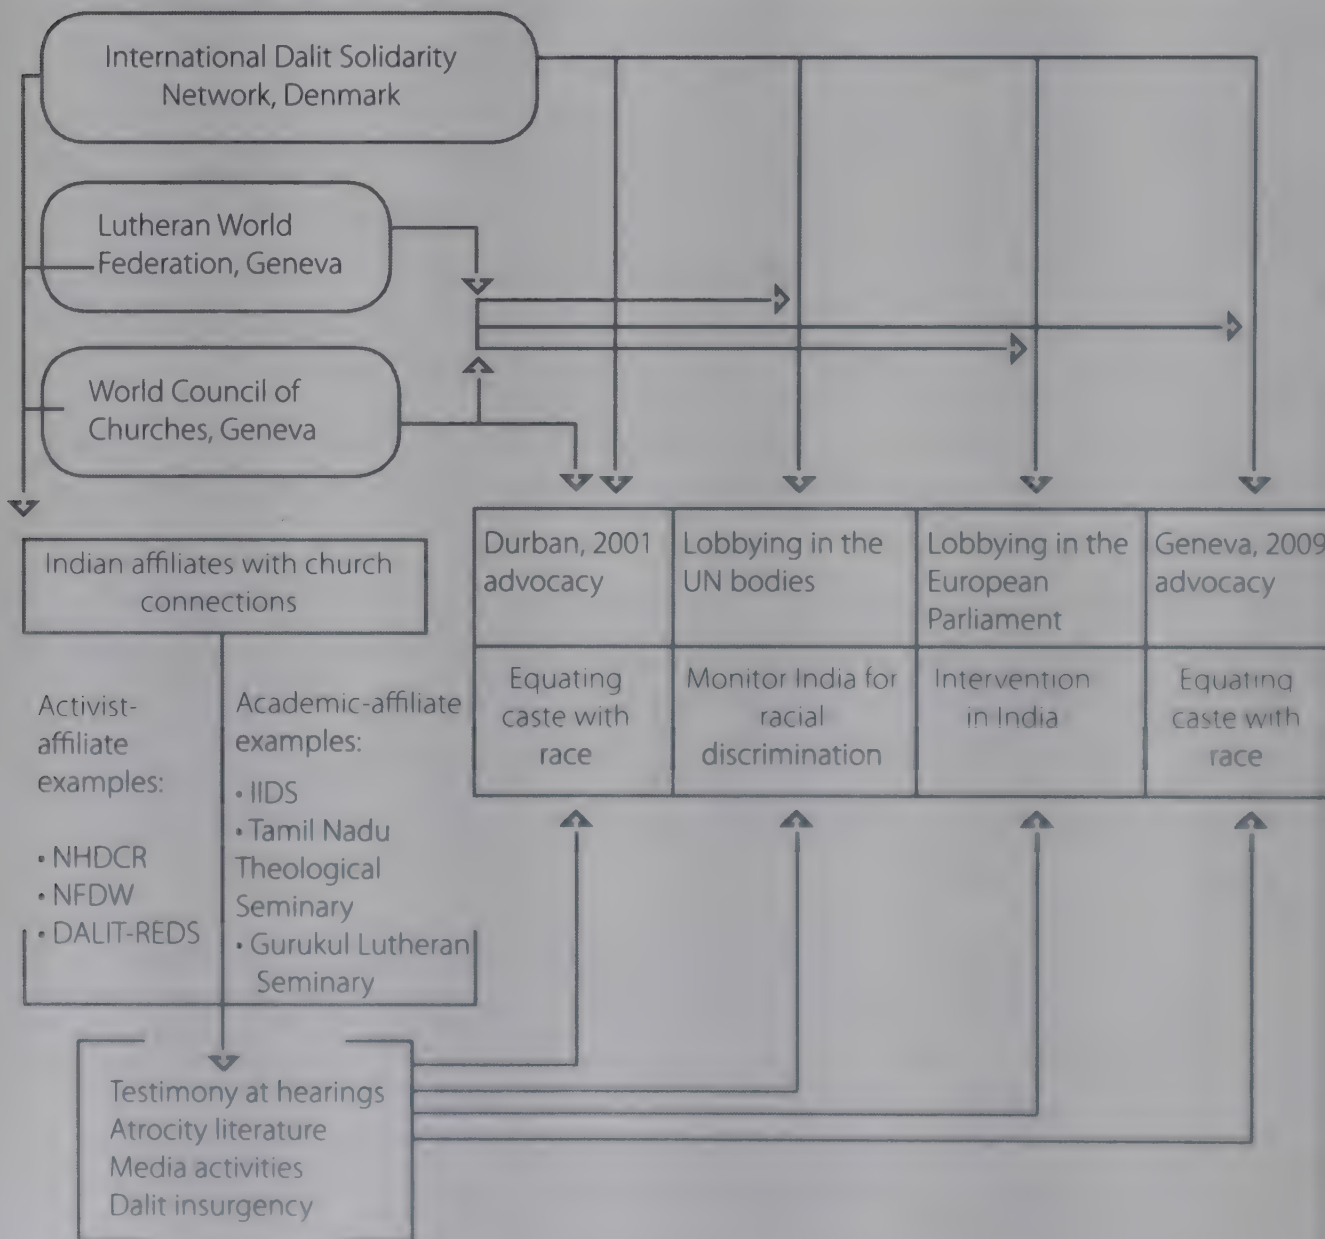 International Dalit Solidarity
Network, Denmark
Lutheran World
Federation, Geneva
World Council of
Churches, Geneva
Indian affiliates with church
connections
Activist-
affiliate
examples:
• NHDCR
• NFDW
• DALIT-REDS
Academic-affiliate
examples:
• IIDS
• Tamil Nadu
Theological
Seminary
• Gurukul Lutheran
Seminary
Testimony at hearings
Atrocity literature
Media activities
Dalit insurgency
Durban, 2001
advocacy
Lobbying in the
UN bodies
Lobbying in the
European
Parliament
Geneva, 2009
advocacy
Equating
caste with
race
Monitor India for
racial
discrimination
Intervention
in India
Equating
caste with
race